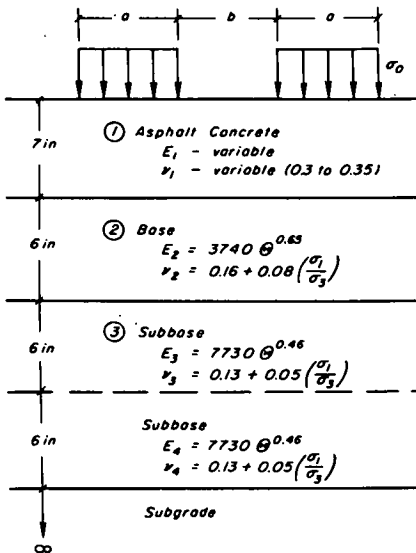 a b a
σ₀
7 in
① Asphalt Concrete
E₁ - variable
ν₁ - variable (0.3 to 0.35)
6 in
② Base
E₂ = 3740 Θ^0.65
ν₂ = 0.16 + 0.08 (σ₁/σ₃)
6 in
③ Subbase
E₃ = 7730 Θ^0.46
ν₃ = 0.13 + 0.05 (σ₁/σ₃)
6 in
Subbase
E₄ = 7730 Θ^0.46
ν₄ = 0.13 + 0.05 (σ₁/σ₃)
Subgrade
∞